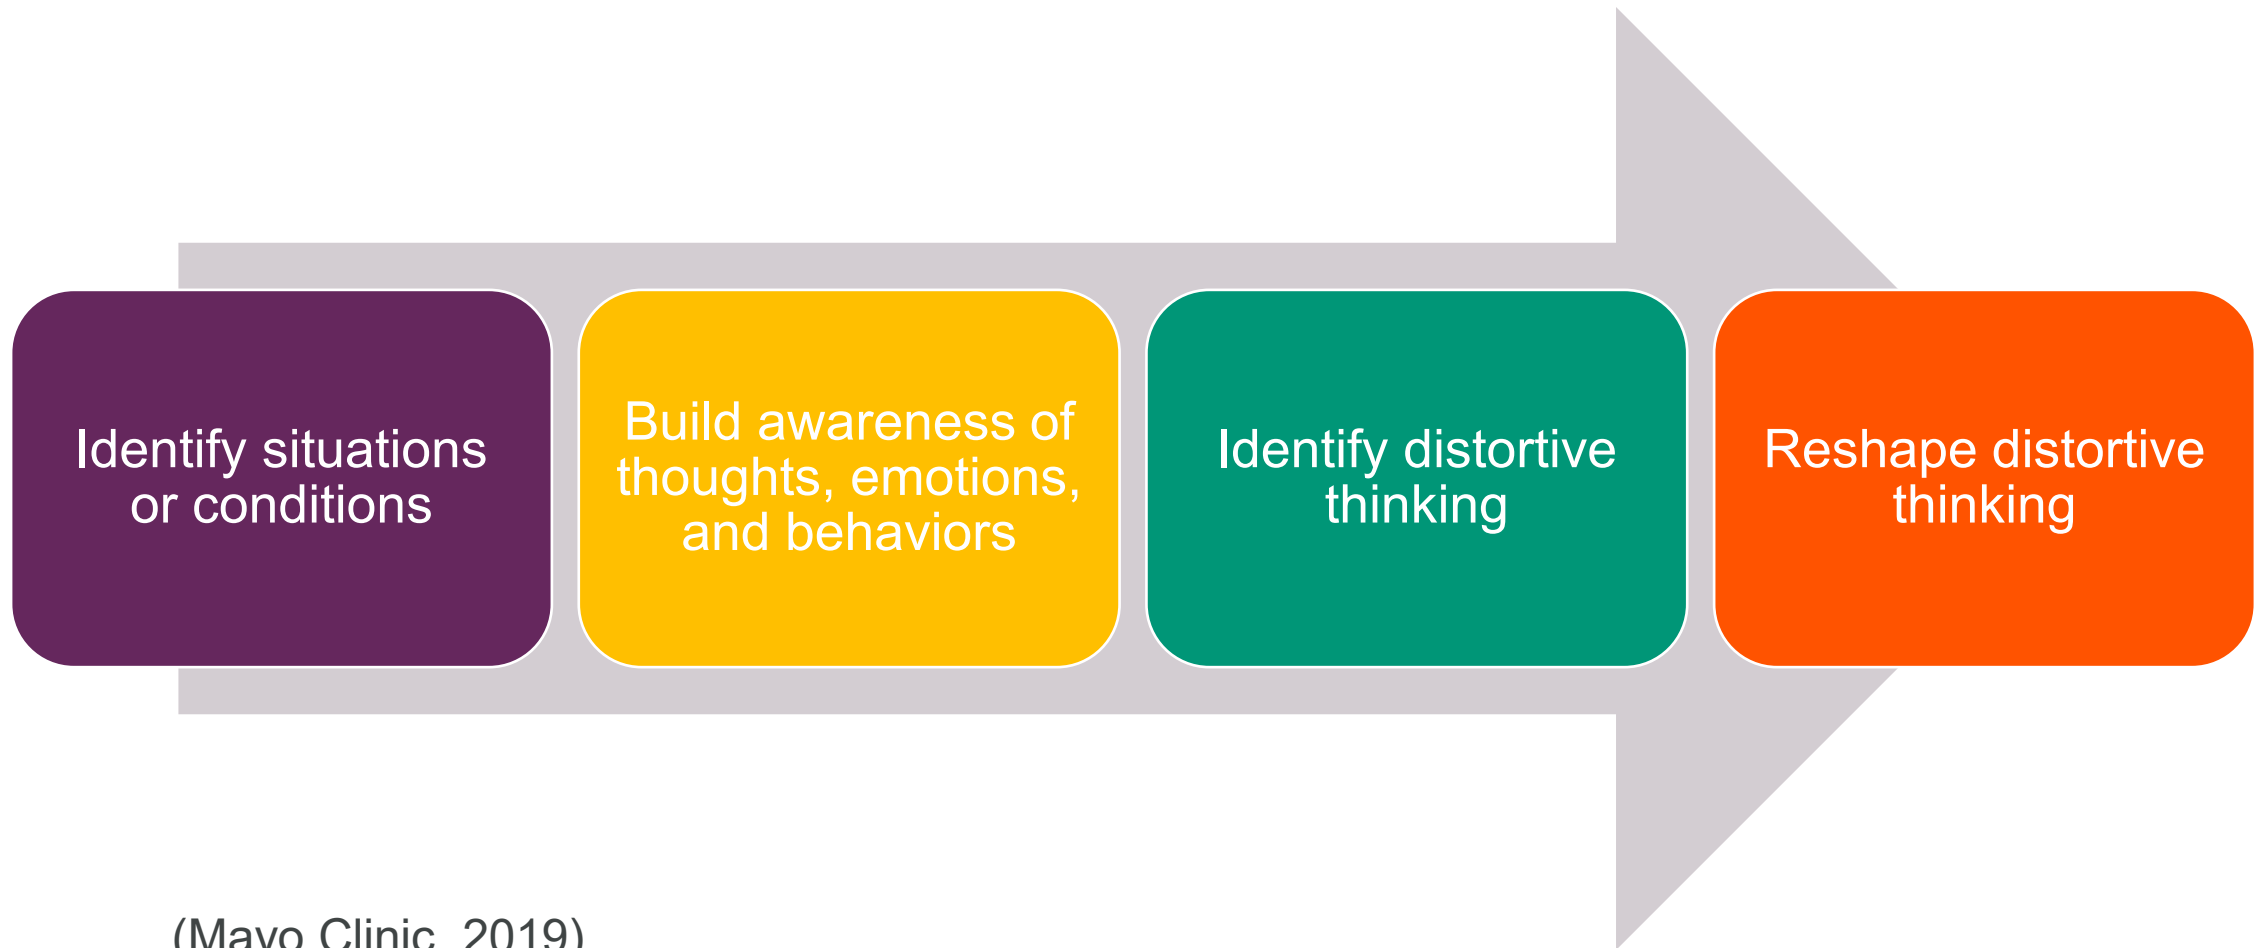 Identify situations
or conditions
Build awareness of
thoughts, emotions,
and behaviors
Identify distortive
thinking
Reshape distortive
thinking
(Mayo Clinic, 2019)